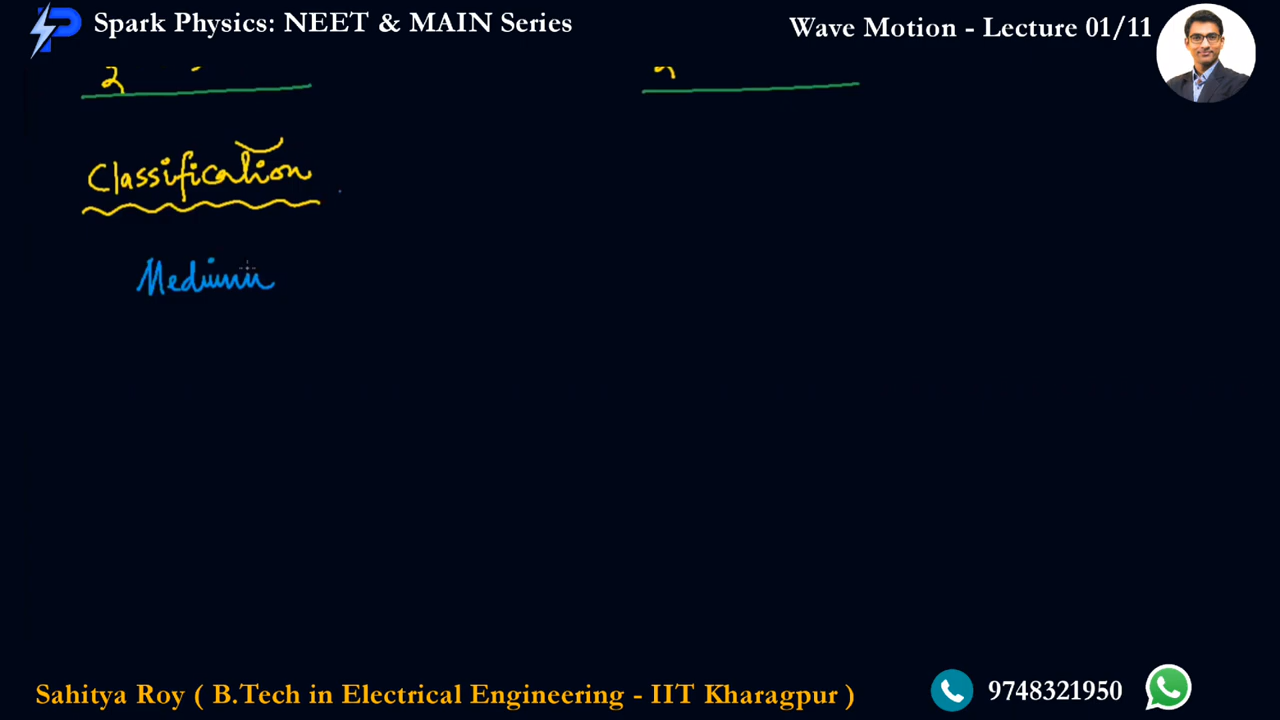 Spark Physics: NEET & MAIN Series
Wave Motion - Lecture 01/11
Classification
Medium
Sahitya Roy ( B.Tech in Electrical Engineering - IIT Kharagpur )
9748321950